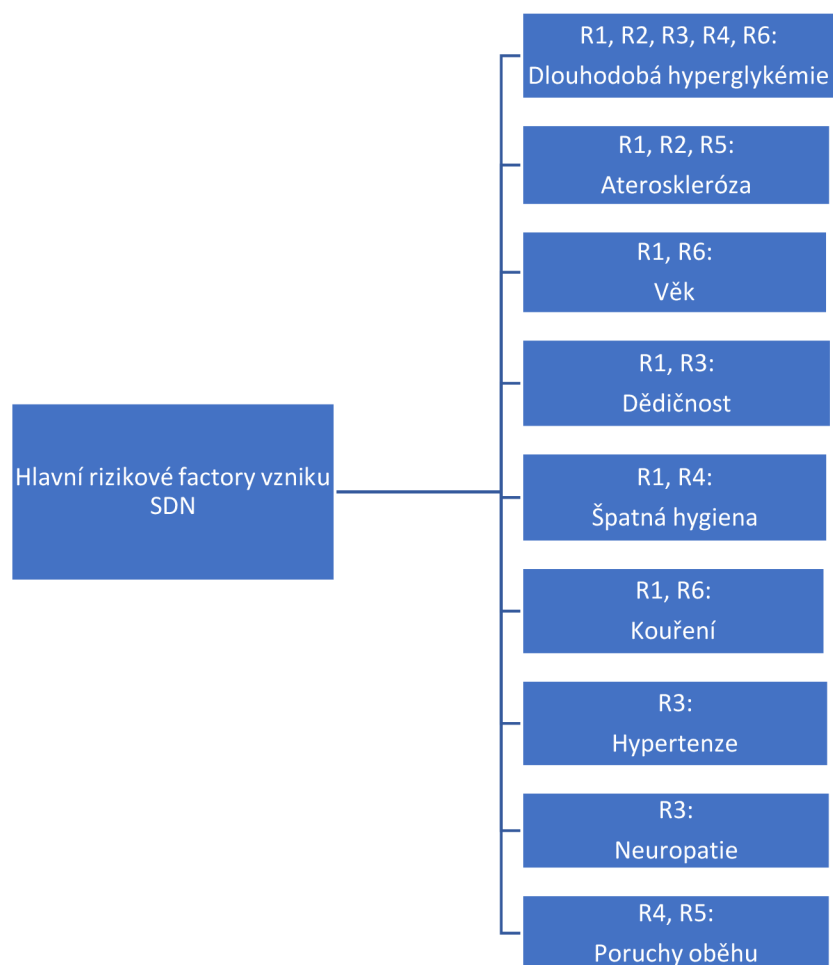 R1, R2, R3, R4, R6:
Dlouhodobá hyperglykémie
R1, R2, R5:
Ateroskleróza
R1, R6:
Věk
R1, R3:
Dědičnost
Hlavní rizikové factory vzniku
SDN
R1, R4:
Špatná hygiena
R1, R6:
Kouření
R3:
Hypertenze
R3:
Neuropatie
R4, R5:
Poruchy oběhu